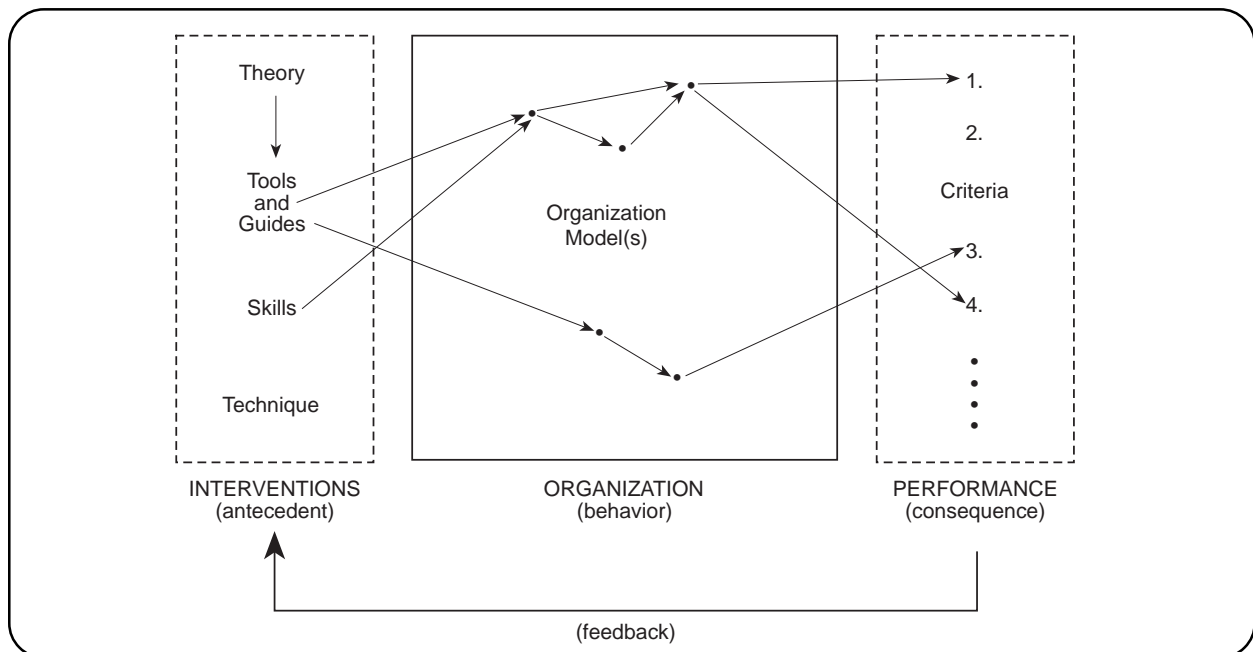 Theory
Tools
and
Guides
Skills
Technique
INTERVENTIONS
(antecedent)
Organization
Model(s)
ORGANIZATION
(behavior)
1.
2.
Criteria
3.
4.
PERFORMANCE
(consequence)
(feedback)